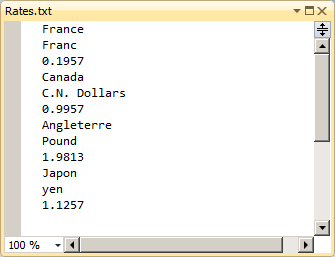 Rates.txt
France
Franc
0.1957
Canada
C.N. Dollars
0.9957
Angleterre
Pound
1.9813
Japon
yen
1.1257
100 %